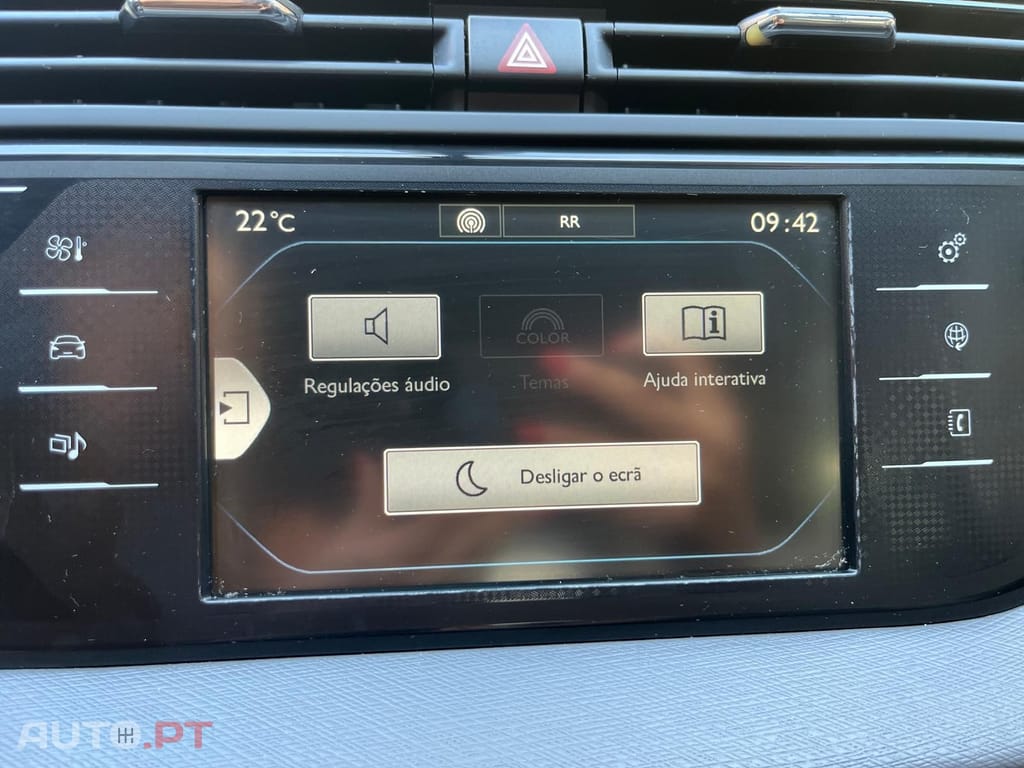 22°C
RR
09:42
COLOR
Regulações áudio
Temas
Ajuda interativa
Desligar o ecrã
AUTO.PT